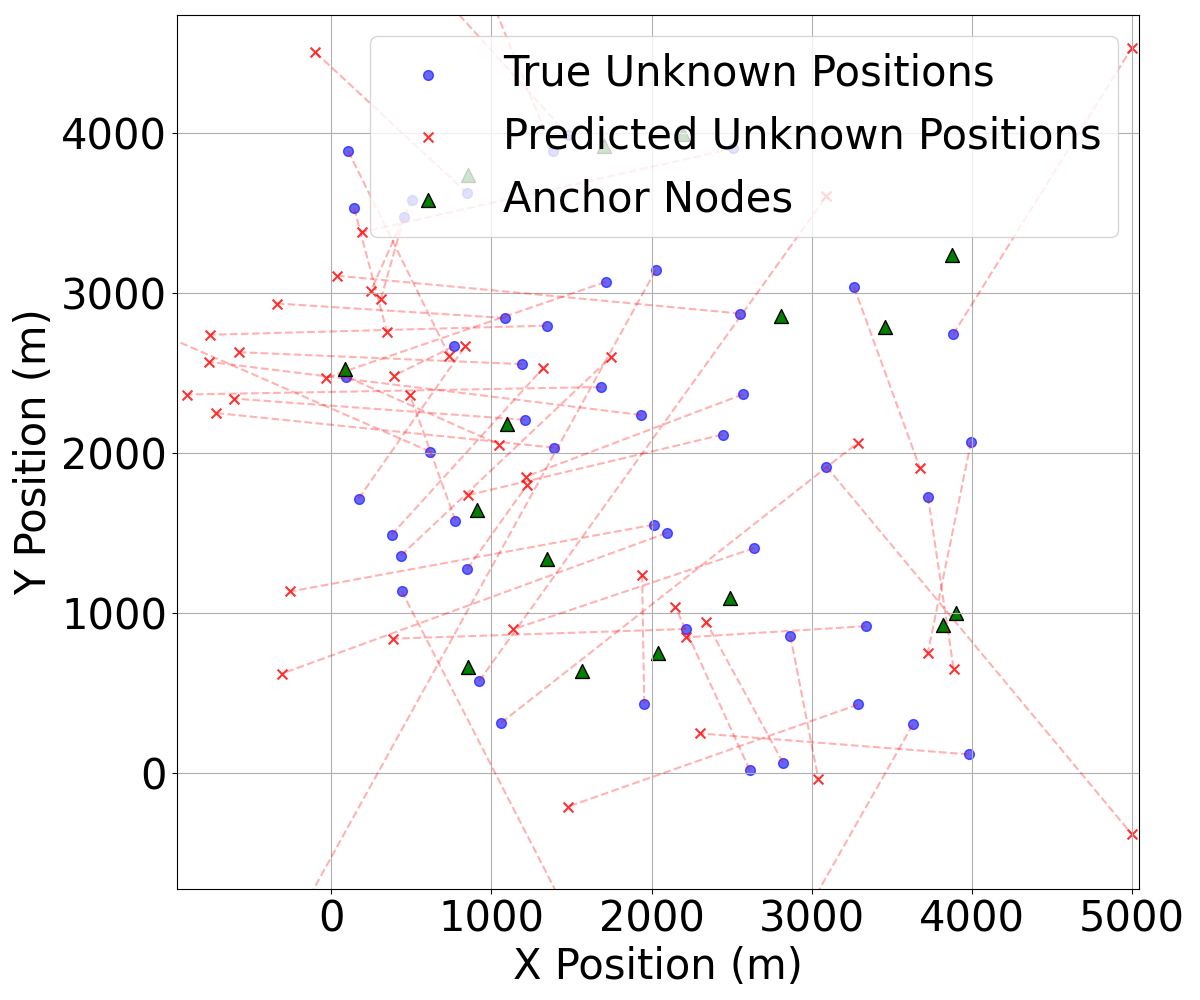 True Unknown Positions
Predicted Unknown Positions
Anchor Nodes
4000
3000
2000
1000
0
Y Position (m)
0 1000 2000 3000 4000 5000
X Position (m)